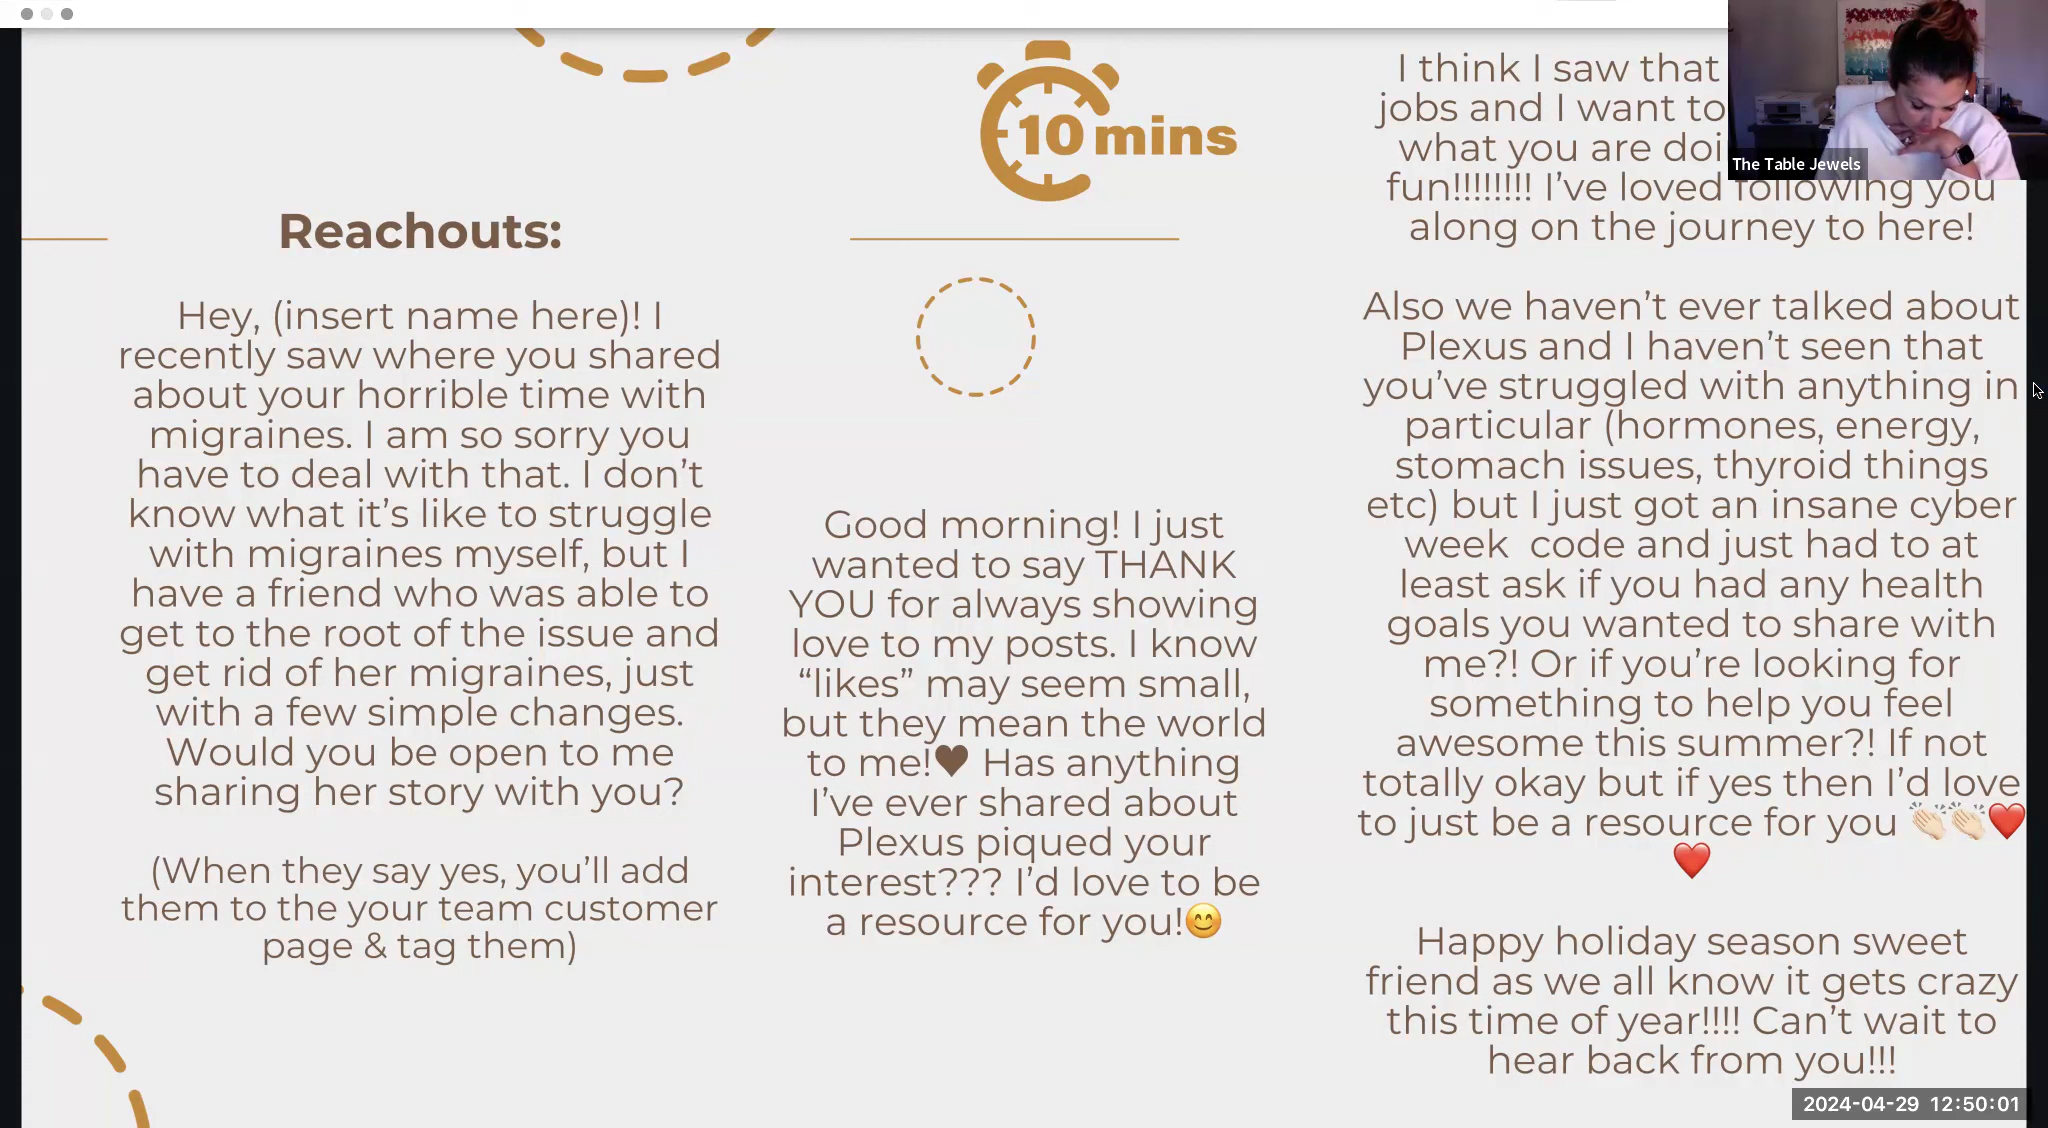 Reachouts:
Hey, (insert name here)! I
recently saw where you shared
about your horrible time with
migraines. I am so sorry you
have to deal with that. I don’t
know what it’s like to struggle
with migraines myself, but I
have a friend who was able to
get to the root of the issue and
get rid of her migraines, just
with a few simple changes.
Would you be open to me
sharing her story with you?
(When they say yes, you’ll add
them to the your team customer
page & tag them)
10 mins
Good morning! I just
wanted to say THANK
YOU for always showing
love to my posts. I know
“likes” may seem small,
but they mean the world
to me!🤎 Has anything
I’ve ever shared about
Plexus piqued your
interest??? I’d love to be
a resource for you!😊
I think I saw that
jobs and I want to
what you are doi
fun!!!!!!!! I’ve loved following you
along on the journey to here!
Also we haven’t ever talked about
Plexus and I haven’t seen that
you’ve struggled with anything in
particular (hormones, energy,
stomach issues, thyroid things
etc) but I just got an insane cyber
week  code and just had to at
least ask if you had any health
goals you wanted to share with
me?! Or if you’re looking for
something to help you feel
awesome this summer?! If not
totally okay but if yes then I’d love
to just be a resource for you 👏🏻👏🏻❤️
❤️
Happy holiday season sweet
friend as we all know it gets crazy
this time of year!!!! Can’t wait to
hear back from you!!!
The Table Jewels
2024-04-29 12:50:01